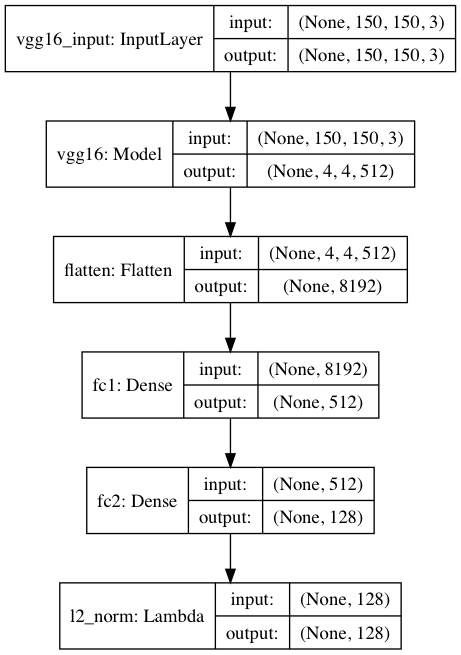 vgg16_input: InputLayer
input:
(None, 150, 150, 3)
output:
(None, 150, 150, 3)
vgg16: Model
input:
(None, 150, 150, 3)
output:
(None, 4, 4, 512)
flatten: Flatten
input:
(None, 4, 4, 512)
output:
(None, 8192)
fc1: Dense
input:
(None, 8192)
output:
(None, 512)
fc2: Dense
input:
(None, 512)
output:
(None, 128)
l2_norm: Lambda
input:
(None, 128)
output:
(None, 128)